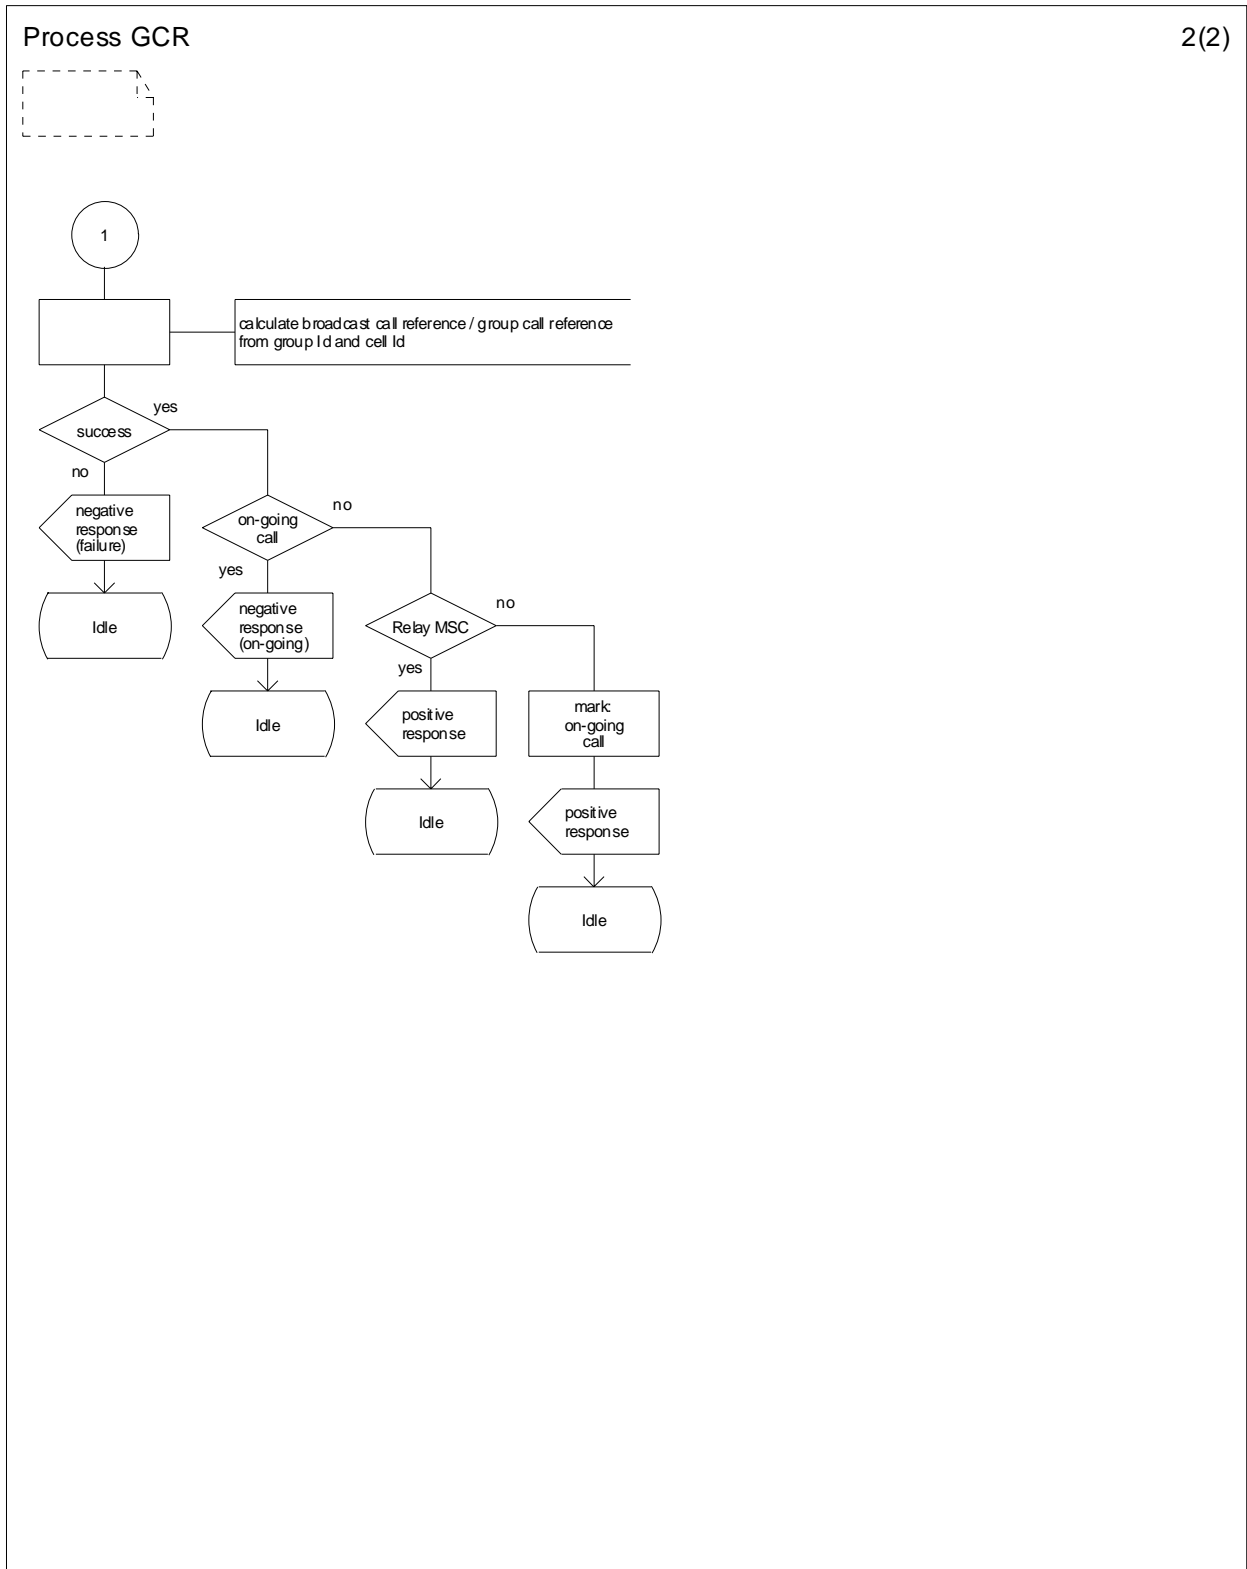 Process GCR
2(2)
1
calculate broadcast call reference / group call reference
from group Id and cell Id
yes
success
no
negative
response
(failure)
Idle
no
on-going
call
yes
negative
response
(on-going)
Idle
no
Relay MSC
yes
positive
response
Idle
mark:
on-going
call
positive
response
Idle